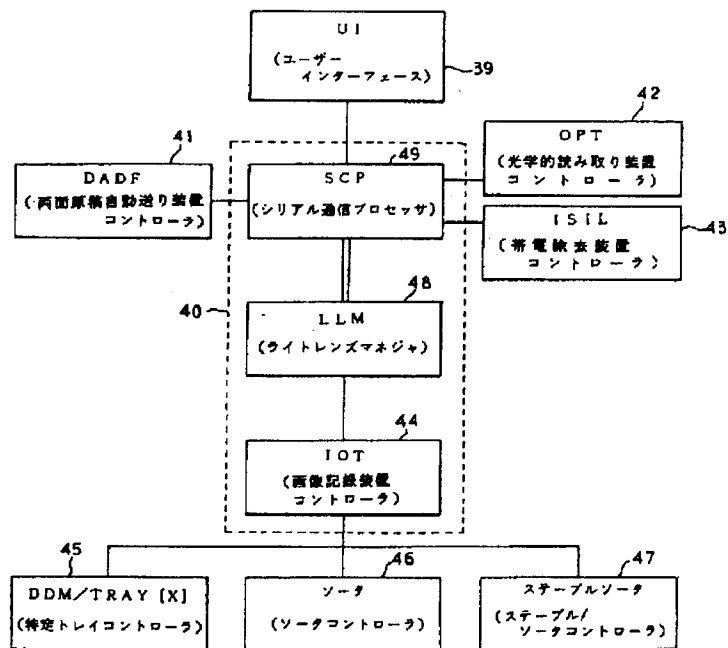 UI
(ユーザー
インターフェース)
39
42
OPT
(光学的読み取り装置
コントローラ)
41
DADF
(両面原稿自動送り装置
コントローラ)
49
SCP
(シリアル通信プロセッサ)
ISIL
(帯電除去装置
コントローラ)
43
40
48
LLM
(ライトレンズマネジャ)
44
IOT
(画像記録装置
コントローラ)
45
DDM/TRAY [X]
(特定トレイコントローラ)
46
ソータ
(ソータコントローラ)
47
ステープルソータ
(ステープル/
ソータコントローラ)